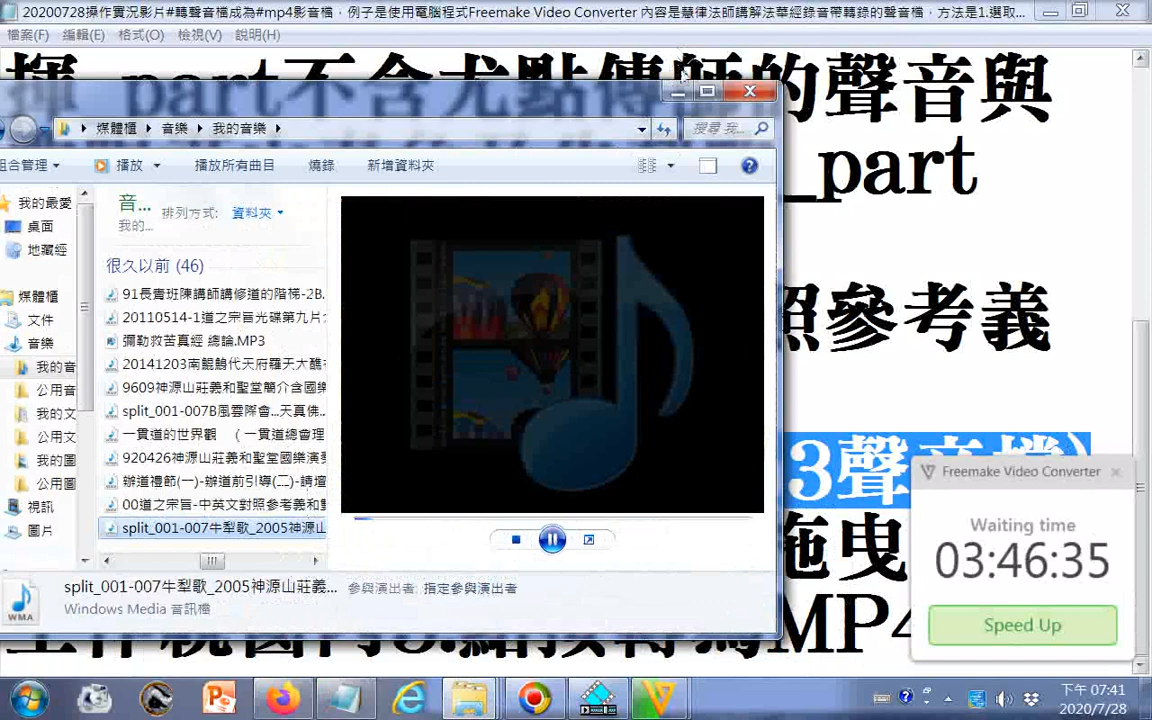 20200728操作實況影片#轉聲音檔成為#mp4影音檔，例子是使用電腦程式Freemake Video Converter 內容是慧律法師講解法華經錄音帶轉錄的聲音檔，方法是1.選取...
檔案(F) 編輯(E) 格式(O) 檢視(V) 說明(H)
part不含尤點傳師的聲音與
_part
照參考義
媒體櫃 音樂 我的音樂
搜尋 我...
組合管理 播放 播放所有曲目 燒錄 新增資料夾
我的最愛
桌面
地藏經
媒體櫃
文件
音樂
我的音
公用音
我的文
公用文
我的圖
公用圖
視訊
圖片
音...
我的...
排列方式: 資料夾
很久以前 (46)
91長青班陳講師講修道的階梯-2B.
20110514-1道之宗旨光碟第九片
彌勒救苦真經 總論.MP3
20141203南鯤鯓代天府羅天大醮
9609神源山莊義和聖堂簡介含國樂
split_001-007B風雲際會...天真佛...
一貫道的世界觀 （一貫道總會理
920426神源山莊義和聖堂國樂演
辦道禮節(一)-辦道前引導(二)-請壇
00道之宗旨-中英文對照參考義和
split_001-007牛犁歌_2005神源山
split_001-007牛犁歌_2005神源山莊義...
Windows Media 音訊檔
參與演出者: 指定參與演出者
WMA
3聲音檔)
拖曳
MP4
Freemake Video Converter
Waiting time
03:46:35
Speed Up
下午 07:41
2020/7/28